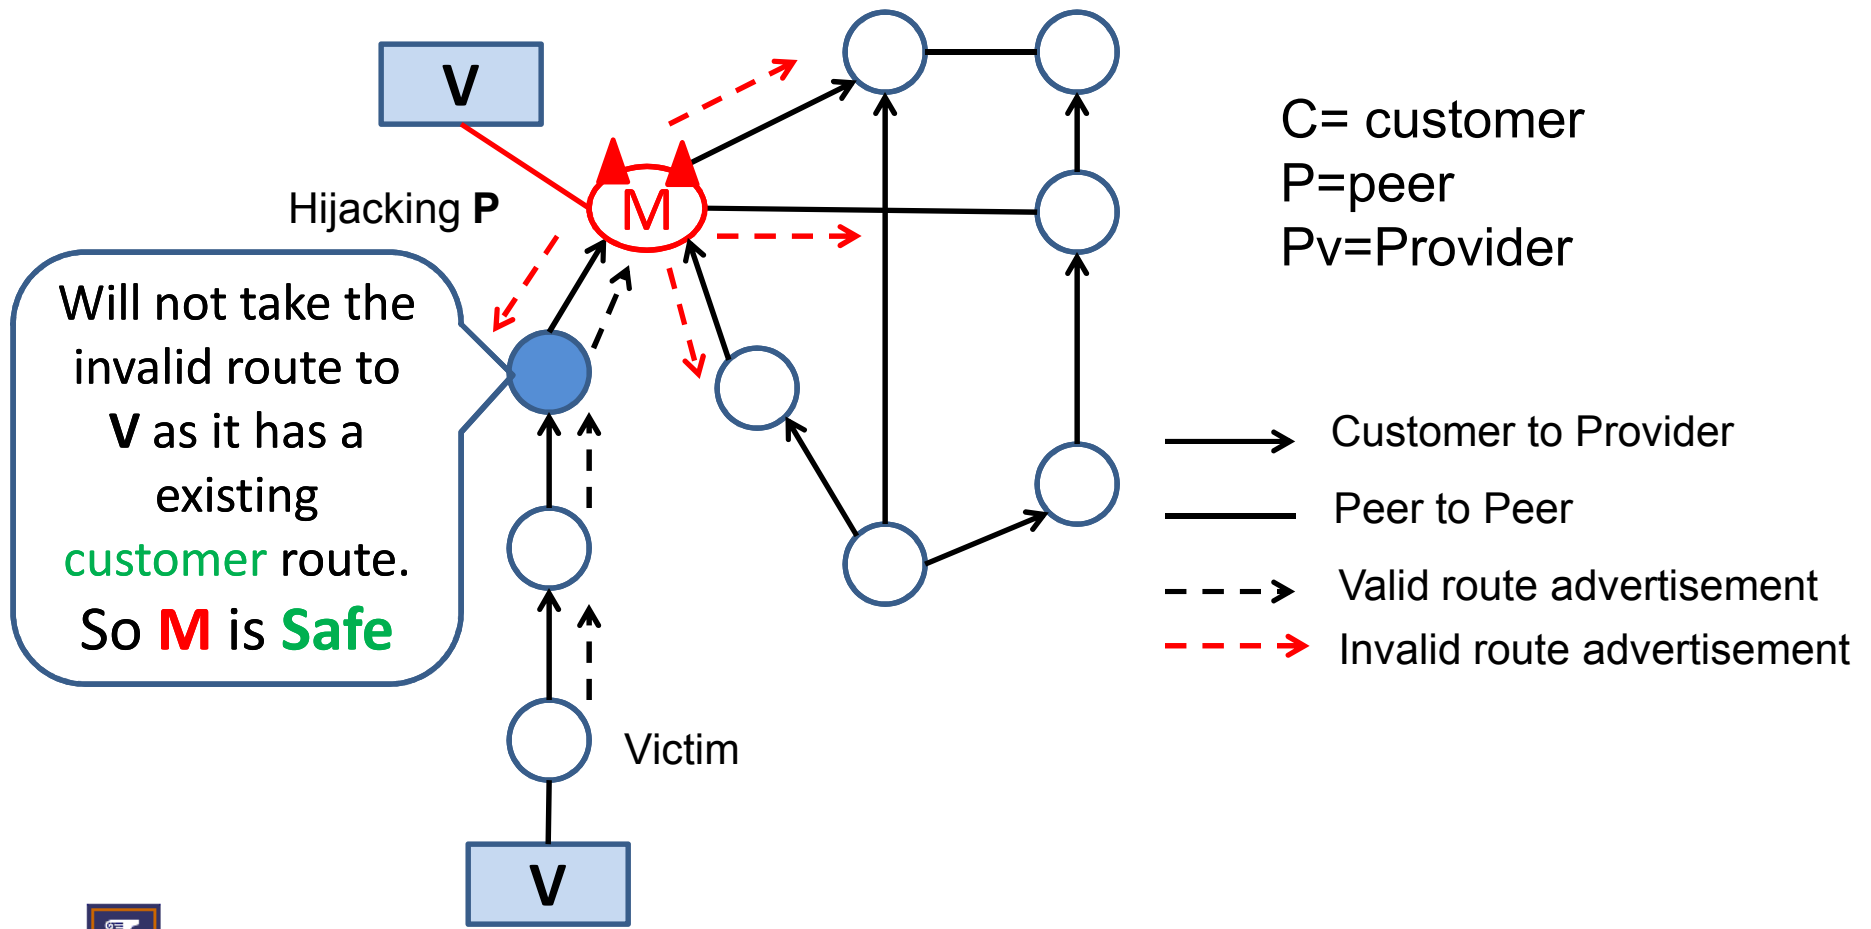 V
Hijacking P
M
Will not take the
invalid route to
V as it has a
existing
customer route.
So M is Safe
Victim
V
C= customer
P=peer
Pv=Provider
Customer to Provider
Peer to Peer
Valid route advertisement
Invalid route advertisement